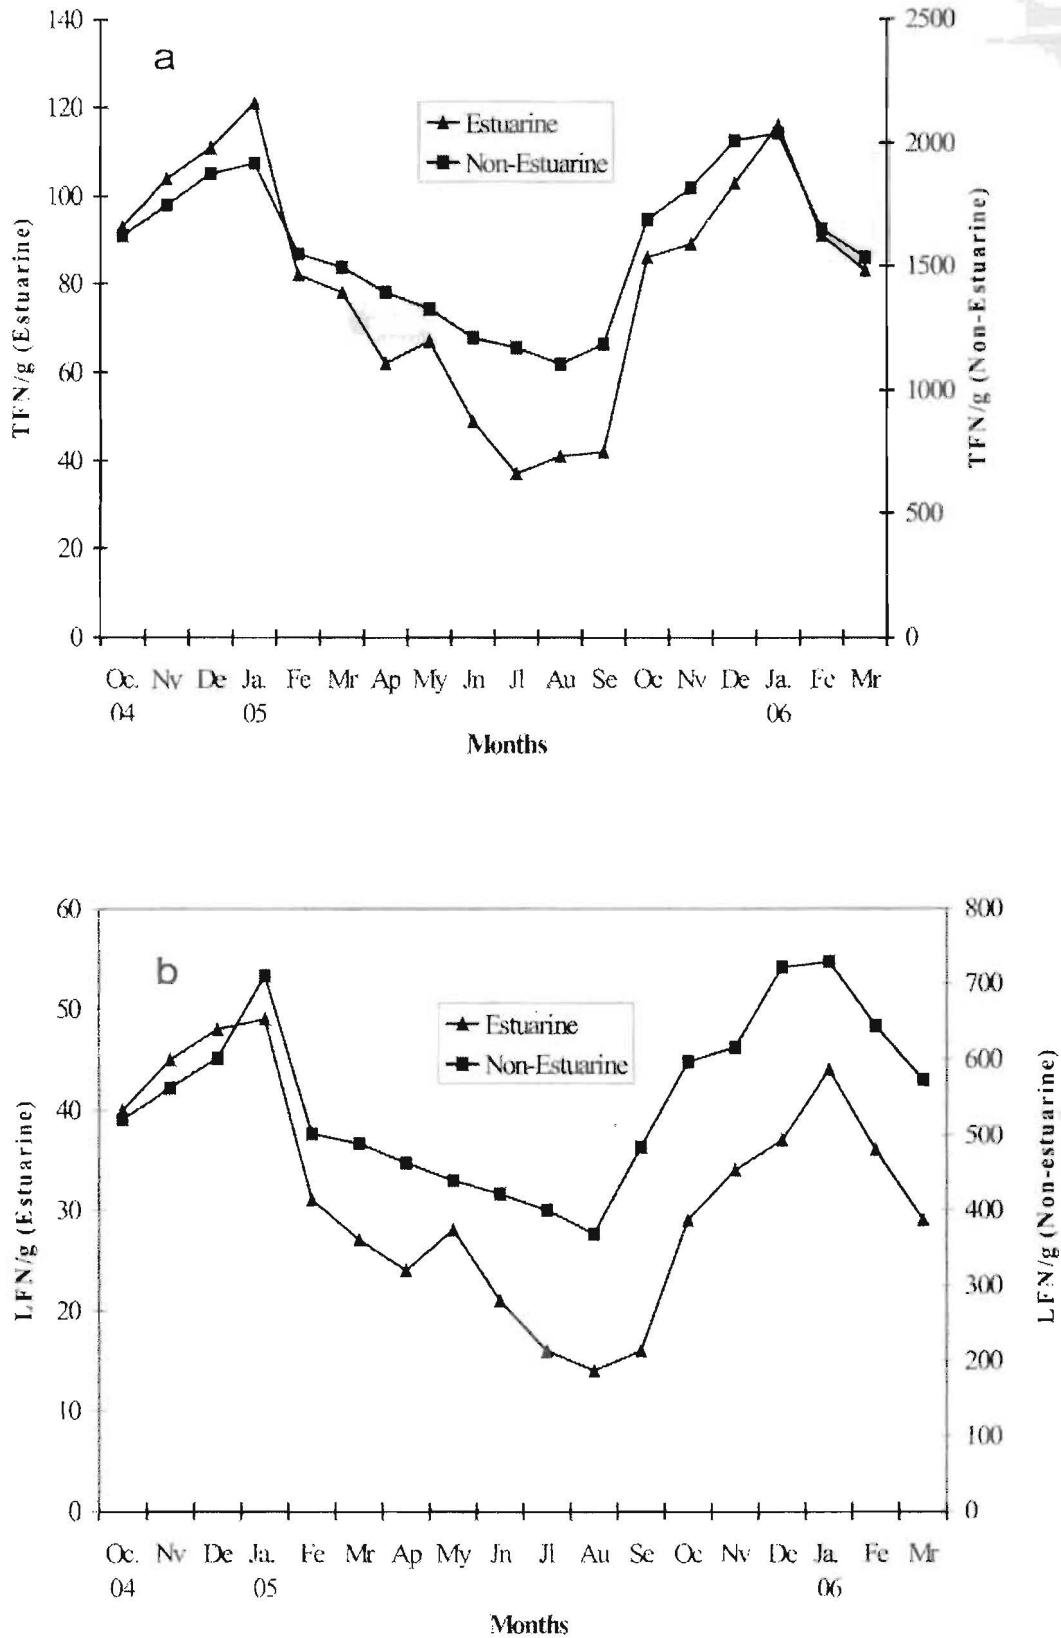 a
140
120
100
80
60
40
20
0
TFN/g (Estuarine)
2500
2000
1500
1000
500
0
TFN/g (Non-Estuarine)
Estuarine
Non-Estuarine
Oc. Nv De Ja. Fe Mr Ap My Jn Jl Au Se Oc Nv De Ja. Fe Mr
04 05 06
Months
b
60
50
40
30
20
10
0
LFN/g (Estuarine)
800
700
600
500
400
300
200
100
0
LFN/g (Non-estuarine)
Estuarine
Non-Estuarine
Oc. Nv De Ja. Fe Mr Ap My Jn Jl Au Se Oc Nv De Ja. Fe Mr
04 05 06
Months